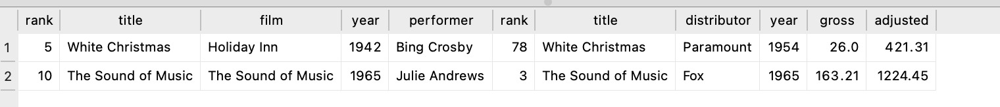 rank title film year performer rank title distributor year gross adjusted
1 5 White Christmas Holiday Inn 1942 Bing Crosby 78 White Christmas Paramount 1954 26.0 421.31
2 10 The Sound of Music The Sound of Music 1965 Julie Andrews 3 The Sound of Music Fox 1965 163.21 1224.45